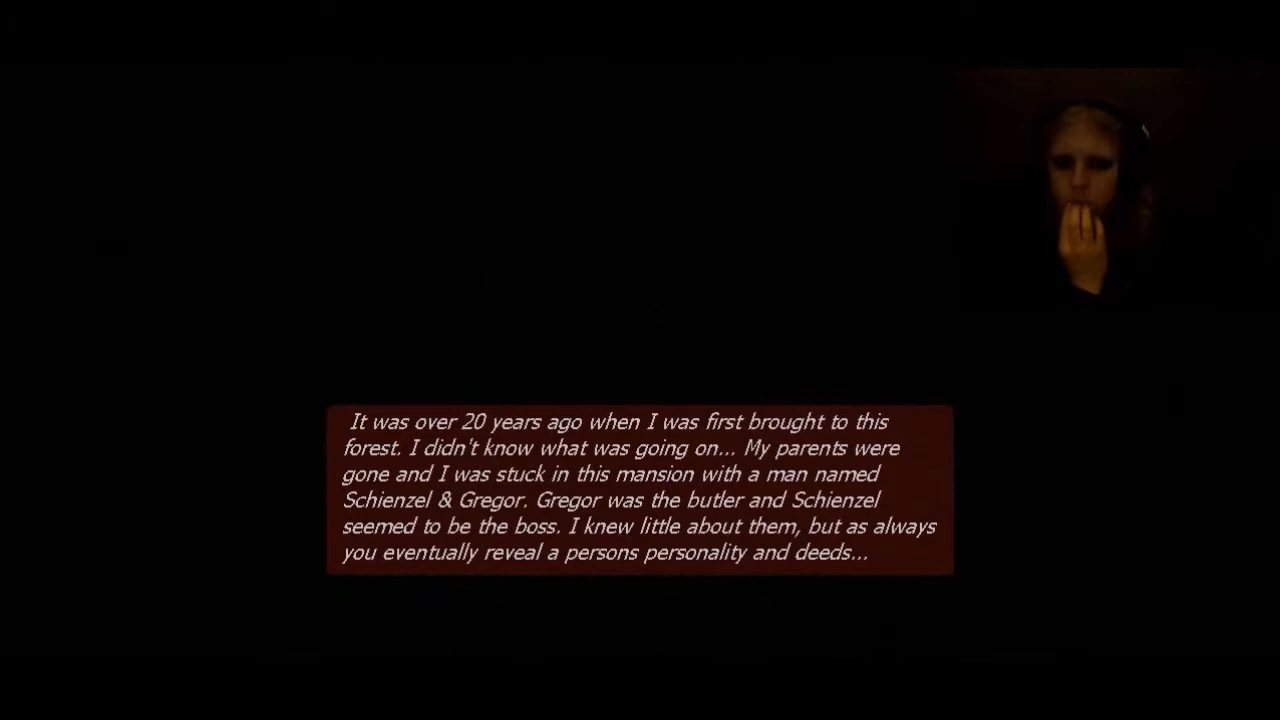 It was over 20 years ago when I was first brought to this
forest. I didn't know what was going on... My parents were
gone and I was stuck in this mansion with a man named
Schienzel & Gregor. Gregor was the butler and Schienzel
seemed to be the boss. I knew little about them, but as always
you eventually reveal a persons personality and deeds...